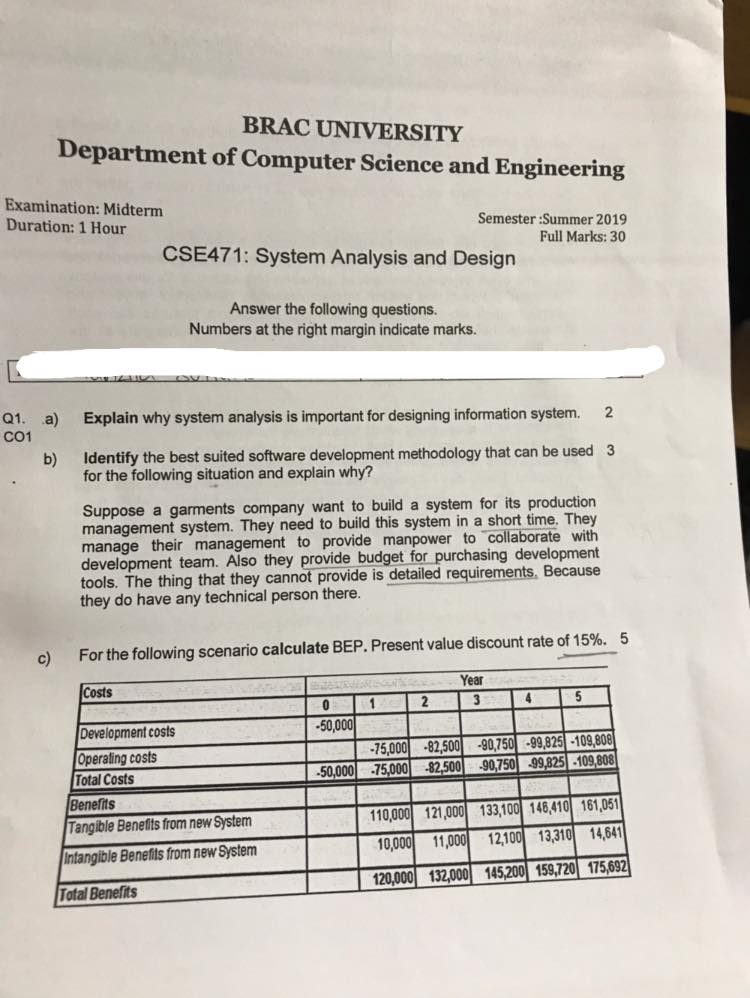 BRAC UNIVERSITY
Department of Computer Science and Engineering
Examination: Midterm
Duration: 1 Hour
Semester :Summer 2019
Full Marks: 30
CSE471: System Analysis and Design
Answer the following questions.
Numbers at the right margin indicate marks.
Q1. a) Explain why system analysis is important for designing information system. 2
CO1
b) Identify the best suited software development methodology that can be used 3
for the following situation and explain why?
Suppose a garments company want to build a system for its production
management system. They need to build this system in a short time. They
manage their management to provide manpower to collaborate with
development team. Also they provide budget for purchasing development
tools. The thing that they cannot provide is detailed requirements. Because
they do have any technical person there.
c) For the following scenario calculate BEP. Present value discount rate of 15%. 5
Costs Year
0 1 2 3 4 5
Development costs -50,000
Operating costs -75,000 -82,500 -90,750 -99,825 -109,808
Total Costs -50,000 -75,000 -82,500 -90,750 -99,825 -109,808
Benefits
Tangible Benefits from new System 110,000 121,000 133,100 146,410 161,051
Intangible Benefits from new System 10,000 11,000 12,100 13,310 14,641
Total Benefits 120,000 132,000 145,200 159,720 175,692